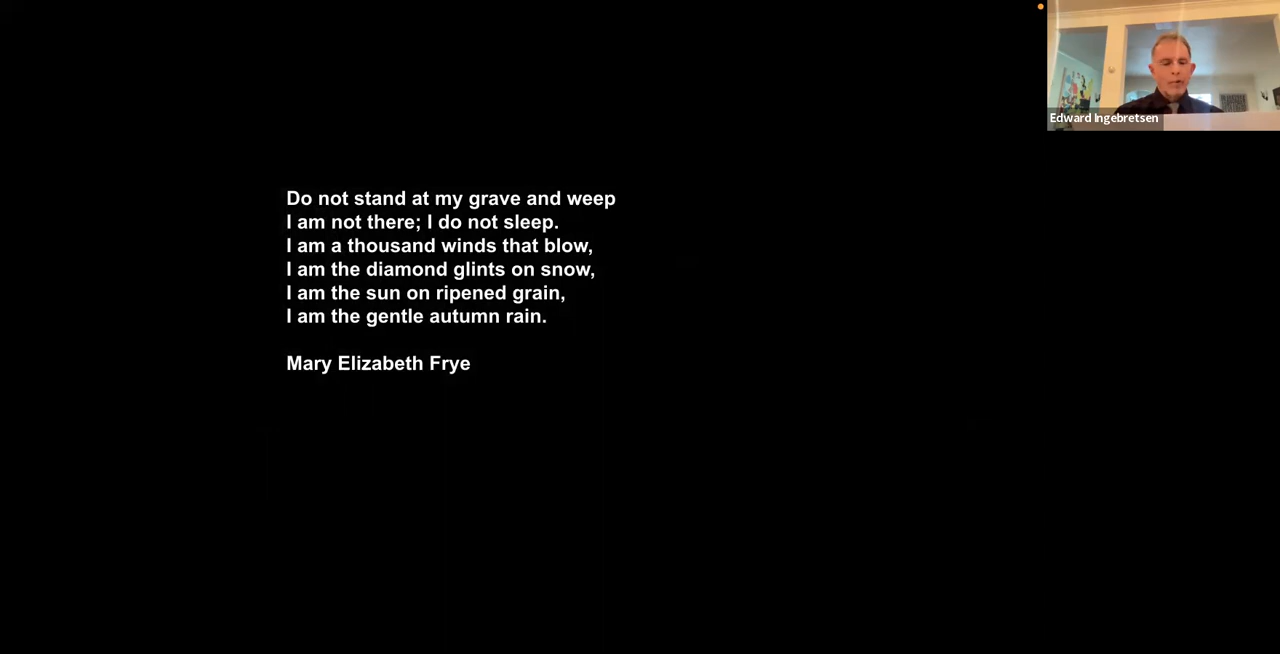 Do not stand at my grave and weep
I am not there; I do not sleep.
I am a thousand winds that blow,
I am the diamond glints on snow,
I am the sun on ripened grain,
I am the gentle autumn rain.
Mary Elizabeth Frye
Edward Ingebretsen